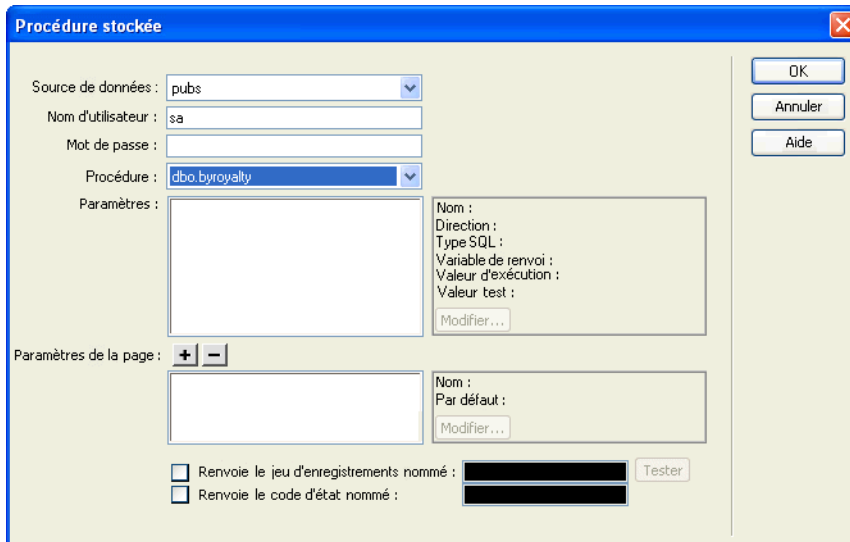 Procédure stockée
OK
Annuler
Aide
Source de données : pubs
Nom d'utilisateur : sa
Mot de passe :
Procédure : dbo.byroyalty
Paramètres :
Nom :
Direction :
Type SQL :
Variable de renvoi :
Valeur d'exécution :
Valeur test :
Modifier...
Paramètres de la page : + -
Nom :
Par défaut :
Modifier...
Renvoie le jeu d'enregistrements nommé : Tester
Renvoie le code d'état nommé :